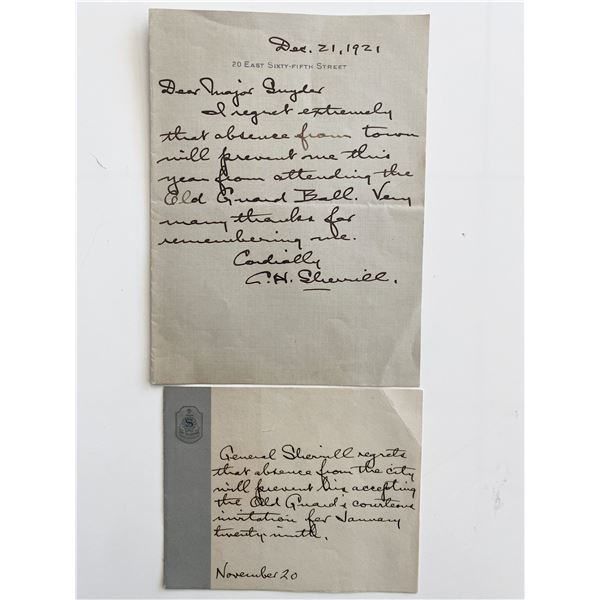 Dec. 21, 1921
20 EAST SIXTY-FIFTH STREET
Dear Major Snyder
I regret extremely
that absence from town
will prevent me this
year from attending the
Old Guard Ball. Very
many thanks for
remembering me.
Cordially
C.H. Sherrill.
S
General Sherrill regrets
that absence from the city
will prevent his accepting
the Old Guard's courteous
invitation for January
twenty ninth.
November 20